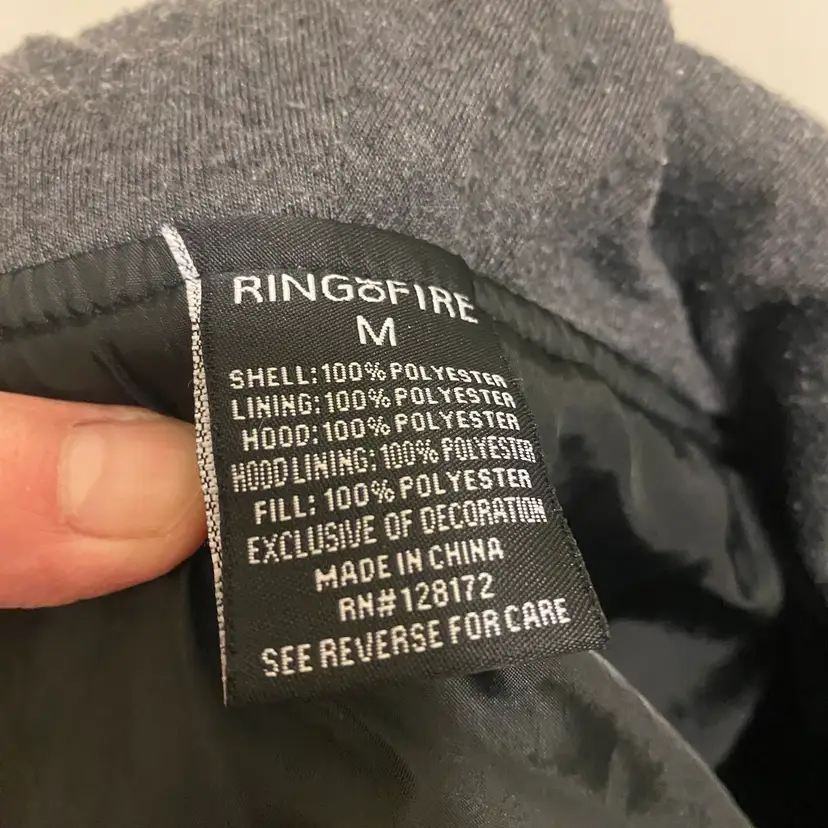 RINGOFIRE
M
SHELL: 100% POLYESTER
LINING: 100% POLYESTER
HOOD: 100% POLYESTER
HOOD LINING: 100% POLYESTER
FILL: 100% POLYESTER
EXCLUSIVE OF DECORATION
MADE IN CHINA
RN#128172
SEE REVERSE FOR CARE